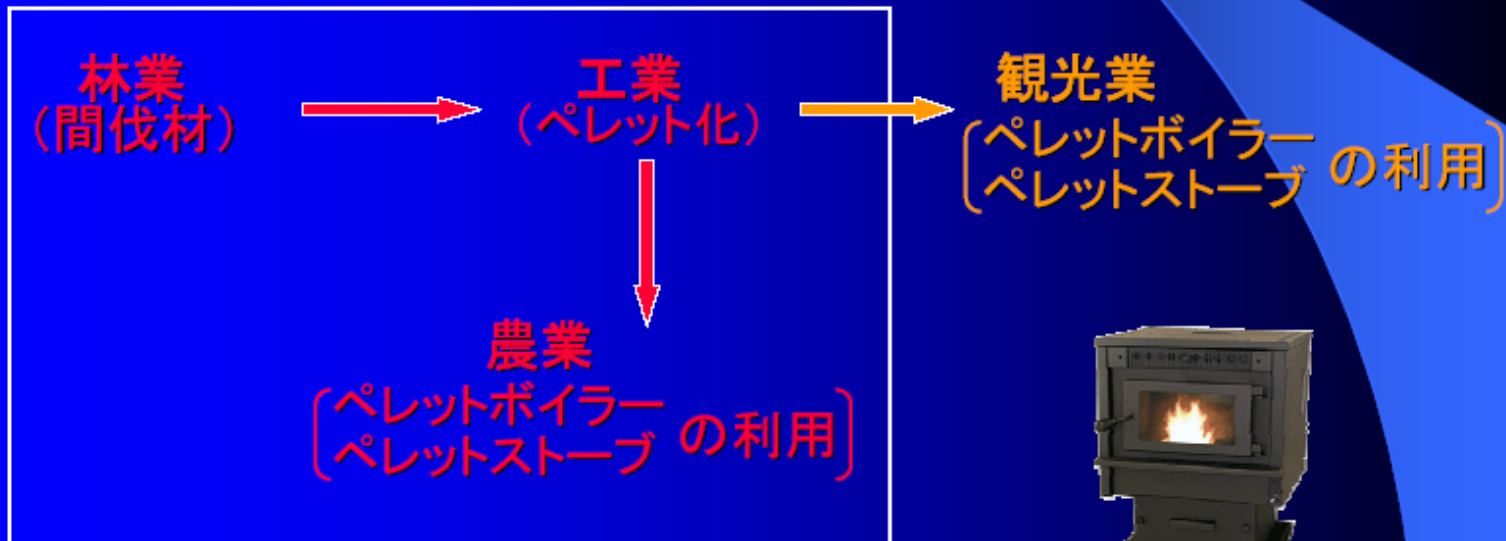 林業
（間伐材）
工業
（ペレット化）
観光業
ペレットボイラー
ペレットストーブ
の利用
農業
ペレットボイラー
ペレットストーブ
の利用